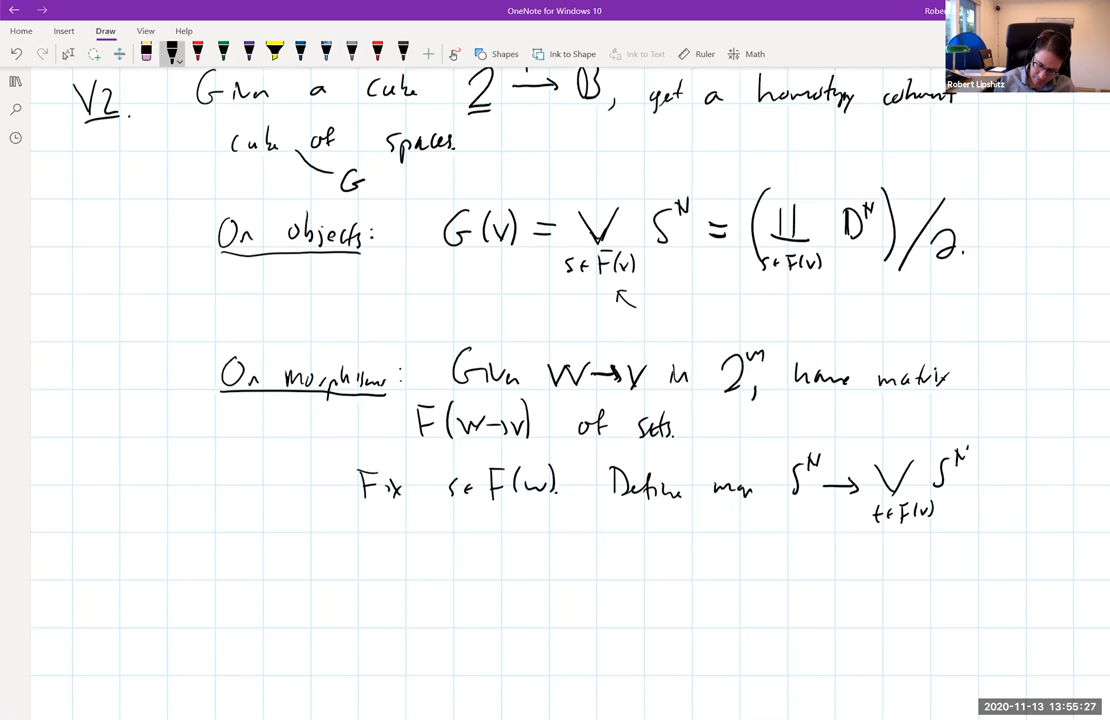 OneNote for Windows 10
Home Insert Draw View Help
Shapes Ink to Shape Ink to Text Ruler Math
Robert Lipshitz
V2. Given a cube 2 → B, get a homotopy coherent
cube of spaces.
G
On objects: G(v) = ⋁ S^N = (∐ D^N)/∂.
s∈F(v) s∈F(v)
On morphisms: Given w→v in 2^m, have matrix
F(w→v) of sets.
Fix s∈F(w). Define map S^N → ⋁ S^N
t∈F(v)
2020-11-13 13:55:27